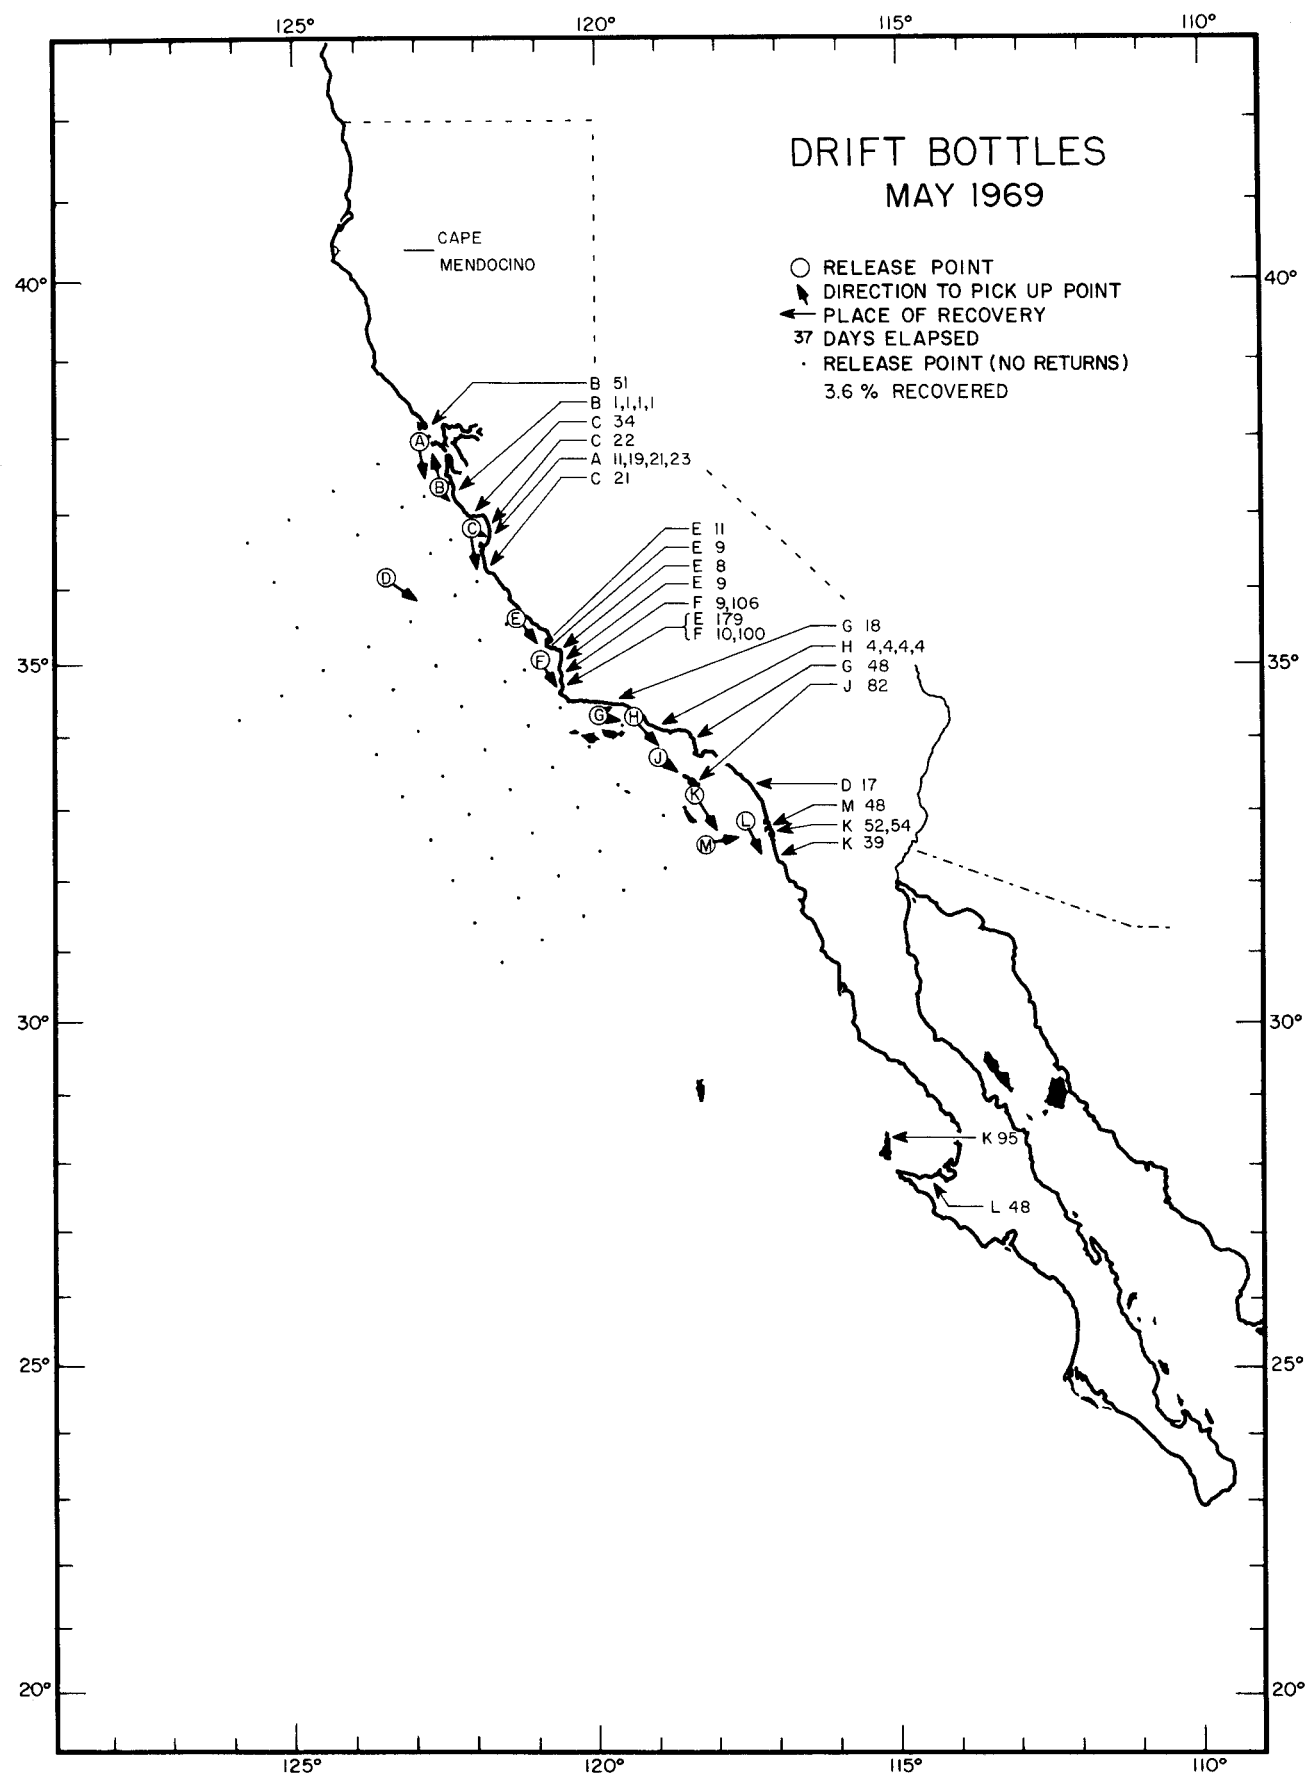 125° 120° 115° 110°
DRIFT BOTTLES
MAY 1969
CAPE
MENDOCINO
40° 40°
RELEASE POINT
DIRECTION TO PICK UP POINT
PLACE OF RECOVERY
37 DAYS ELAPSED
RELEASE POINT (NO RETURNS)
3.6 % RECOVERED
B 51
B 1,1,1,1
C 34
C 22
A 11,19,21,23
C 21
A
B
C
D
E 11
E 9
E 8
E 9
F 9,106
E 179
F 10,100
E
F
35° 35°
G 18
H 4,4,4,4
G 48
J 82
G
H
J
K
L
M
D 17
M 48
K 52,54
K 39
30° 30°
K 95
L 48
25° 25°
20° 20°
125° 120° 115° 110°